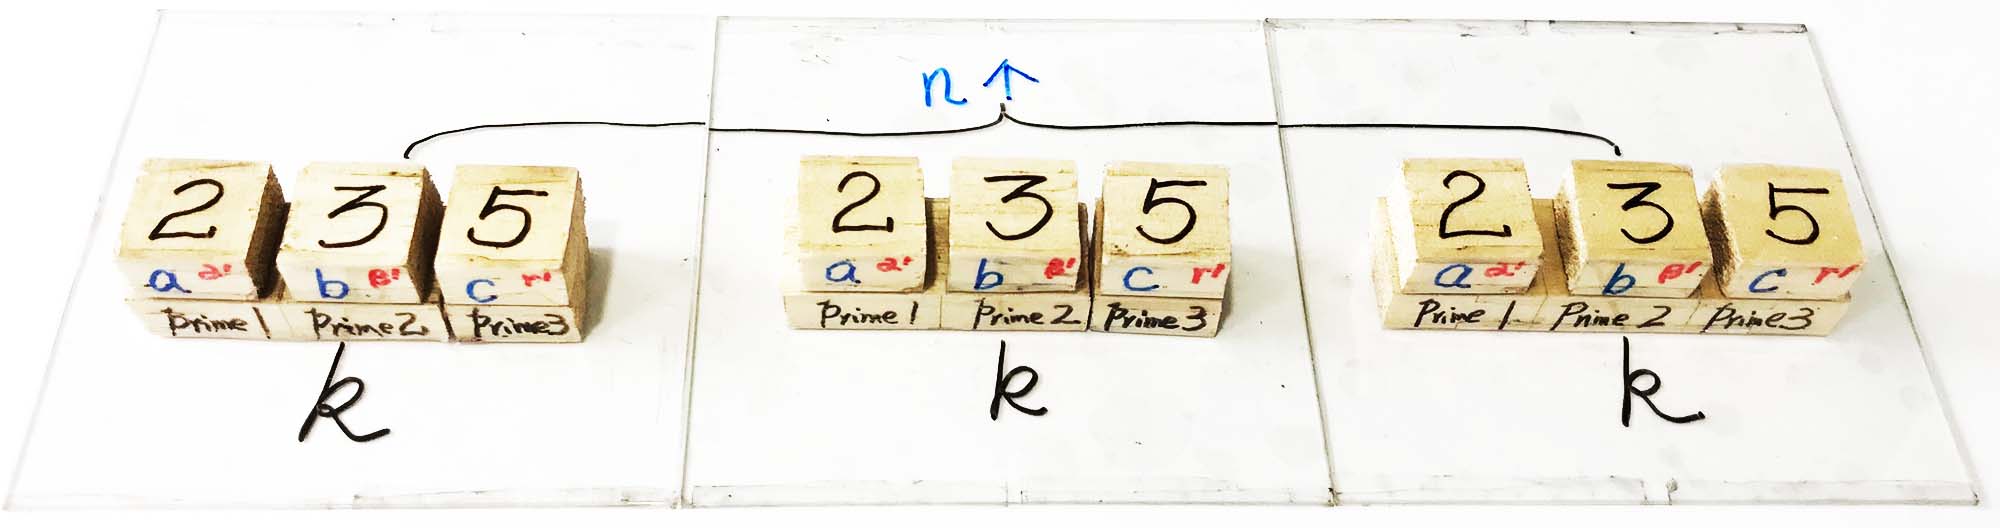 n ↑
2 3 5 2 3 5 2 3 5
a α' b β' c r' a α' b β' c r' a α' b β' c r'
Prime 1 Prime 2 Prime 3 Prime 1 Prime 2 Prime 3 Prime 1 Prime 2 Prime 3
k k k